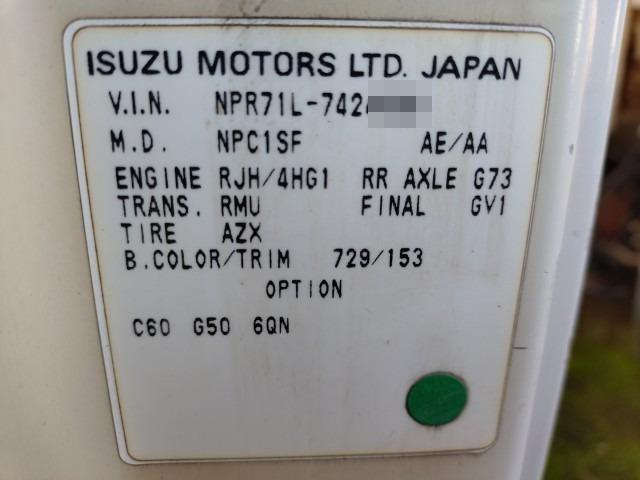 ISUZU MOTORS LTD. JAPAN
V.I.N. NPR71L-742
M.D. NPC1SF AE/AA
ENGINE RJH/4HG1 RR AXLE G73
TRANS. RMU FINAL GV1
TIRE AZX
B.COLOR/TRIM 729/153
OPTION
C60 G50 6QN